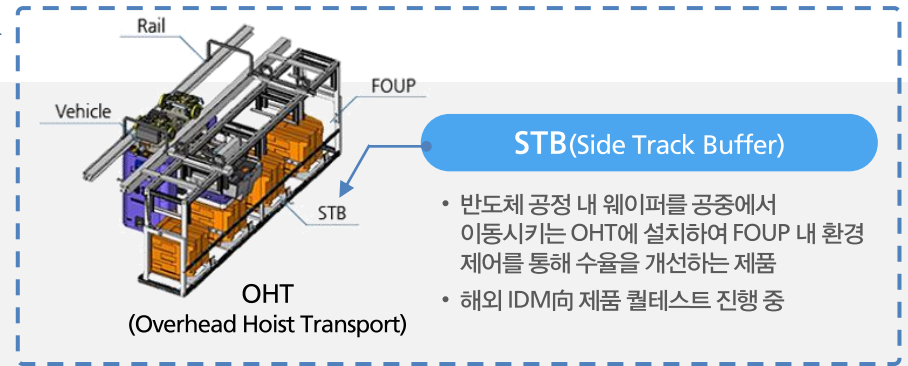 Rail
FOUP
Vehicle
STB
OHT
(Overhead Hoist Transport)
STB(Side Track Buffer)
• 반도체 공정 내 웨이퍼를 공중에서
이동시키는 OHT에 설치하여 FOUP 내 환경
제어를 통해 수율을 개선하는 제품
• 해외 IDM向 제품 퀄테스트 진행 중